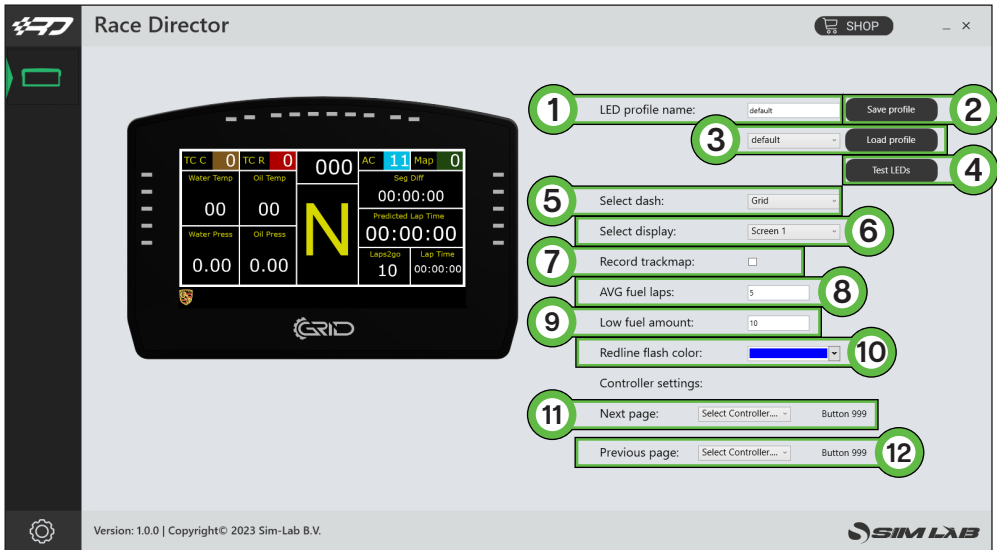 Race Director
SHOP
1 LED profile name: default Save profile 2
3 default Load profile
Test LEDs 4
5 Select dash: Grid
Select display: Screen 1 6
7 Record trackmap:
AVG fuel laps: 5 8
9 Low fuel amount: 10
Redline flash color: 10
Controller settings:
11 Next page: Select Controller.... Button 999
Previous page: Select Controller.... Button 999 12
TC C 0 TC R 0 000 AC 11 Map 0
Water Temp Oil Temp Seg Diff
00 00 00:00:00
N
Predicted Lap Time
Water Press Oil Press 00:00:00
Laps2go Lap Time
0.00 0.00 10 00:00:00
GRID
Version: 1.0.0 | Copyright© 2023 Sim-Lab B.V.
SIM LAB